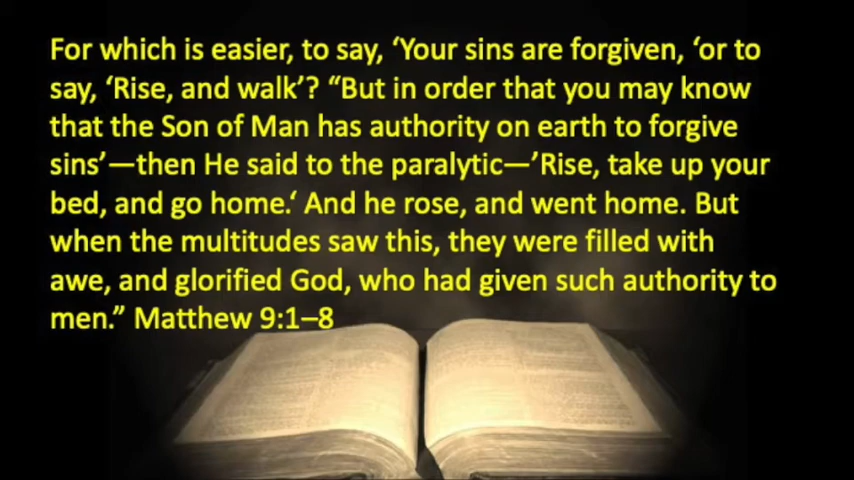 For which is easier, to say, ‘Your sins are forgiven, ‘or to
say, ‘Rise, and walk’? “But in order that you may know
that the Son of Man has authority on earth to forgive
sins’—then He said to the paralytic—’Rise, take up your
bed, and go home.‘ And he rose, and went home. But
when the multitudes saw this, they were filled with
awe, and glorified God, who had given such authority to
men.” Matthew 9:1–8